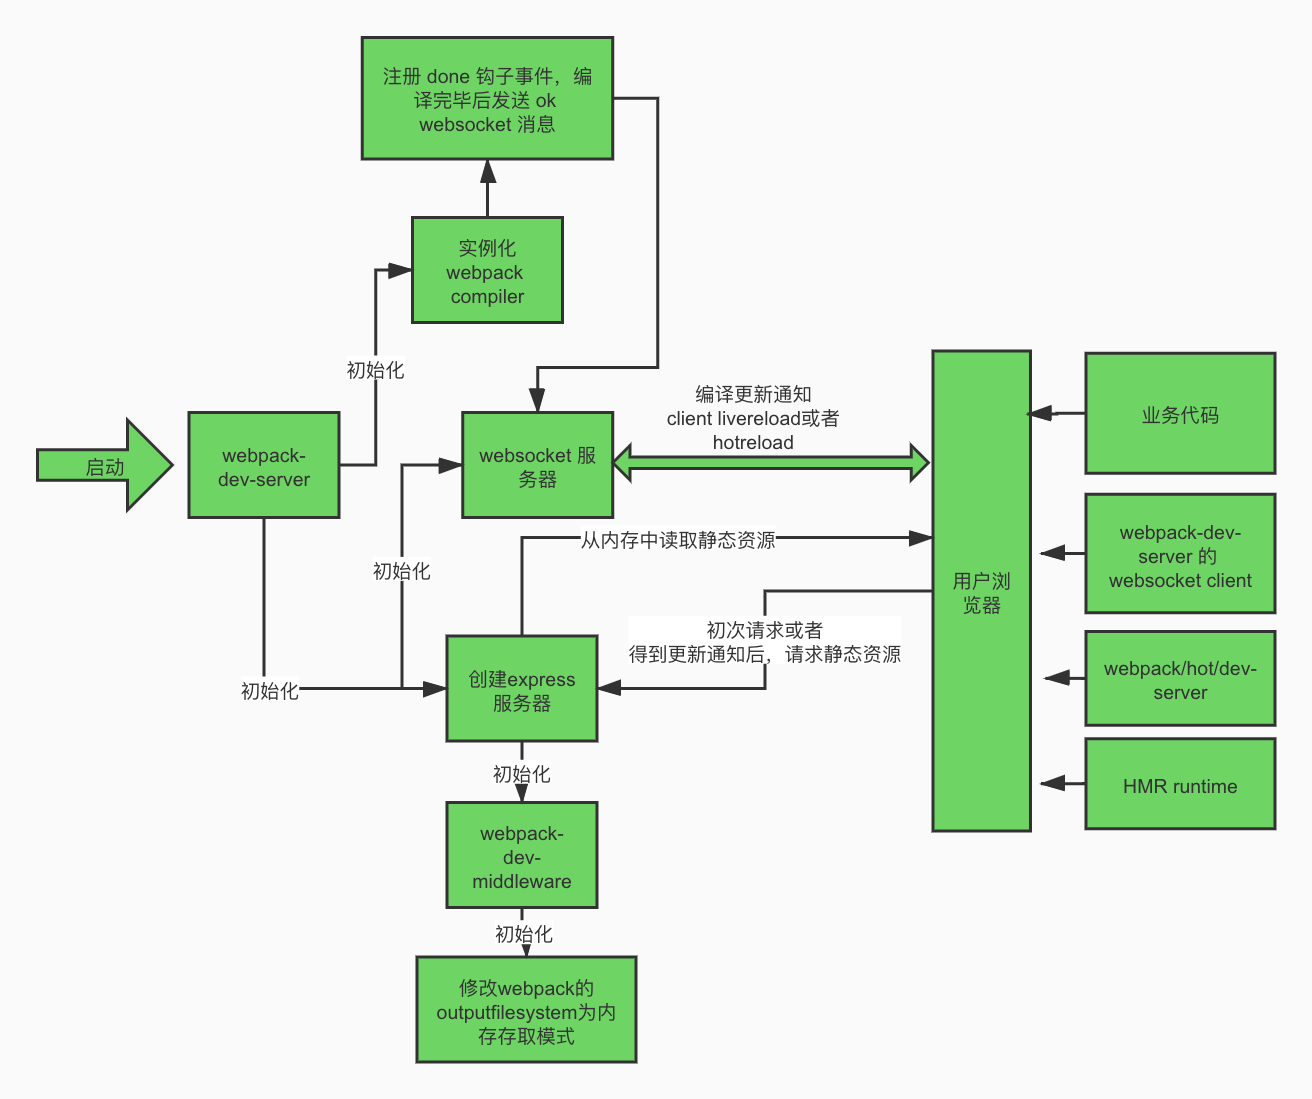 注册 done 钩子事件，编
译完毕后发送 ok
websocket 消息
实例化
webpack
compiler
初始化
启动
webpack-
dev-server
websocket 服
务器
编译更新通知
client livereload或者
hotreload
业务代码
从内存中读取静态资源
初始化
webpack-dev-
server 的
websocket client
用户浏
览器
初次请求或者
得到更新通知后，请求静态资源
初始化
创建express
服务器
webpack/hot/dev-
server
初始化
HMR runtime
webpack-
dev-
middleware
初始化
修改webpack的
outputfilesystem为内
存存取模式